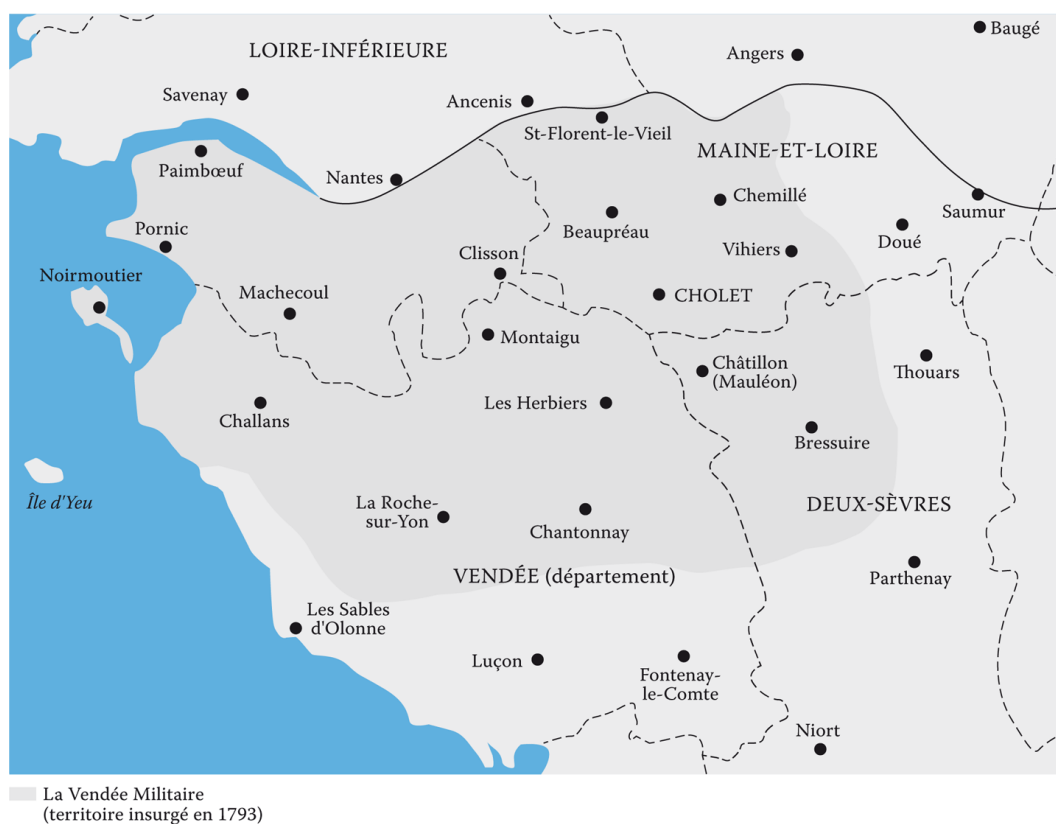 Baugé
LOIRE-INFÉRIEURE
Angers
Savenay
Ancenis
St-Florent-le-Vieil
MAINE-ET-LOIRE
Paimbœuf
Nantes
Chemillé
Saumur
Beaupréau
Pornic
Doué
Vihiers
Clisson
Noirmoutier
Machecoul
CHOLET
Montaigu
Châtillon
(Mauléon)
Thouars
Les Herbiers
Challans
Bressuire
Île d'Yeu
La Roche-
sur-Yon
DEUX-SÈVRES
Chantonnay
VENDÉE (département)
Parthenay
Les Sables
d'Olonne
Luçon
Fontenay-
le-Comte
Niort
La Vendée Militaire
(territoire insurgé en 1793)